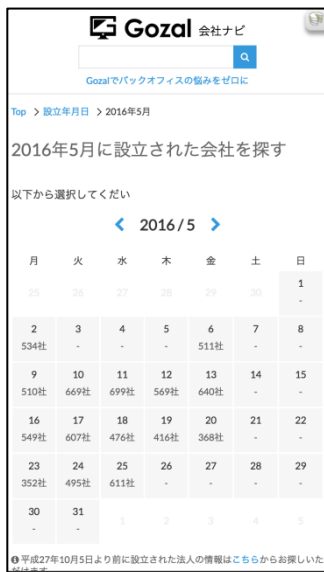 Gozal 会社ナビ
Gozalでバックオフィスの悩みをゼロに
Top > 設立年月日 > 2016年5月
2016年5月に設立された会社を探す
以下から選択してくだい
2016 / 5
月 火 水 木 金 土 日
25 26 27 28 29 30 1
-
2 3 4 5 6 7 8
534社 - - - 511社 - -
9 10 11 12 13 14 15
510社 669社 699社 569社 640社 - -
16 17 18 19 20 21 22
549社 607社 476社 416社 368社 - -
23 24 25 26 27 28 29
352社 495社 611社 - - - -
30 31 1 2 3 4 5
- -
平成27年10月5日より前に設立された法人の情報はこちらからお探しいた